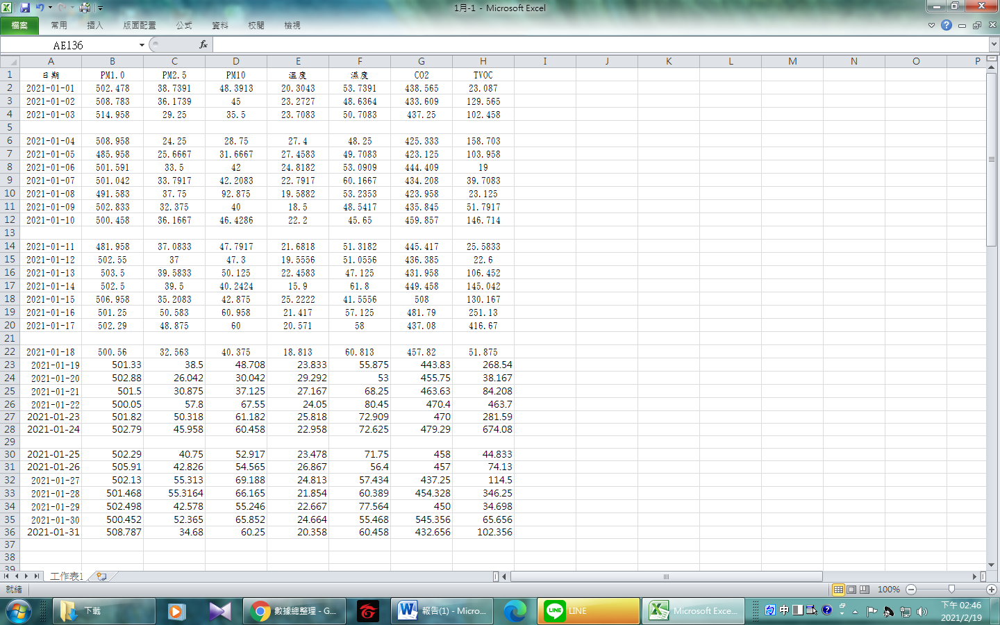 1月-1 - Microsoft Excel
檔案 常用 插入 版面配置 公式 資料 校閱 檢視
AE136 fx
A B C D E F G H I J K L M N O P
1 日期 PM1.0 PM2.5 PM10 溫度 濕度 CO2 TVOC
2 2021-01-01 502.478 38.7391 48.3913 20.3043 53.7391 438.565 23.087
3 2021-01-02 508.783 36.1739 45 23.2727 48.6364 433.609 129.565
4 2021-01-03 514.958 29.25 35.5 23.7083 50.7083 437.25 102.458
5
6 2021-01-04 508.958 24.25 28.75 27.4 48.25 425.333 158.703
7 2021-01-05 485.958 25.6667 31.6667 27.4583 49.7083 423.125 103.958
8 2021-01-06 501.591 33.5 42 24.8182 53.0909 444.409 19
9 2021-01-07 501.042 33.7917 42.2083 22.7917 60.1667 434.208 39.7083
10 2021-01-08 491.583 37.75 92.875 19.5882 53.2353 423.958 23.125
11 2021-01-09 502.833 32.375 40 18.5 48.5417 435.845 51.7917
12 2021-01-10 500.458 36.1667 46.4286 22.2 45.65 459.857 146.714
13
14 2021-01-11 481.958 37.0833 47.7917 21.6818 51.3182 445.417 25.5833
15 2021-01-12 502.55 37 47.3 19.5556 51.0556 436.385 22.6
16 2021-01-13 503.5 39.5833 50.125 22.4583 47.125 431.958 106.452
17 2021-01-14 502.5 39.5 40.2424 15.9 61.8 449.458 145.042
18 2021-01-15 506.958 35.2083 42.875 25.2222 41.5556 508 130.167
19 2021-01-16 501.25 50.583 60.958 21.417 57.125 481.79 251.13
20 2021-01-17 502.29 48.875 60 20.571 58 437.08 416.67
21
22 2021-01-18 500.56 32.563 40.375 18.813 60.813 457.82 51.875
23 2021-01-19 501.33 38.5 48.708 23.833 55.875 443.83 268.54
24 2021-01-20 502.88 26.042 30.042 29.292 53 455.75 38.167
25 2021-01-21 501.5 30.875 37.125 27.167 68.25 463.63 84.208
26 2021-01-22 500.05 57.8 67.55 24.05 80.45 470.4 463.7
27 2021-01-23 501.82 50.318 61.182 25.818 72.909 470 281.59
28 2021-01-24 502.79 45.958 60.458 22.958 72.625 479.29 674.08
29
30 2021-01-25 502.29 40.75 52.917 23.478 71.75 458 44.833
31 2021-01-26 505.91 42.826 54.565 26.867 56.4 457 74.13
32 2021-01-27 502.13 55.313 69.188 24.813 57.434 437.25 114.5
33 2021-01-28 501.468 55.3164 66.165 21.854 60.389 454.328 346.25
34 2021-01-29 502.498 42.578 55.246 22.667 77.564 450 34.698
35 2021-01-30 500.452 52.365 65.852 24.664 55.468 545.356 65.656
36 2021-01-31 508.787 34.68 60.25 20.358 60.458 432.656 102.356
37
38
39
工作表1
就緒 100%
下載 數據總整理 - G... 報告(1) - Micro... LINE Microsoft Exce... 中 下午 02:46
2021/2/19